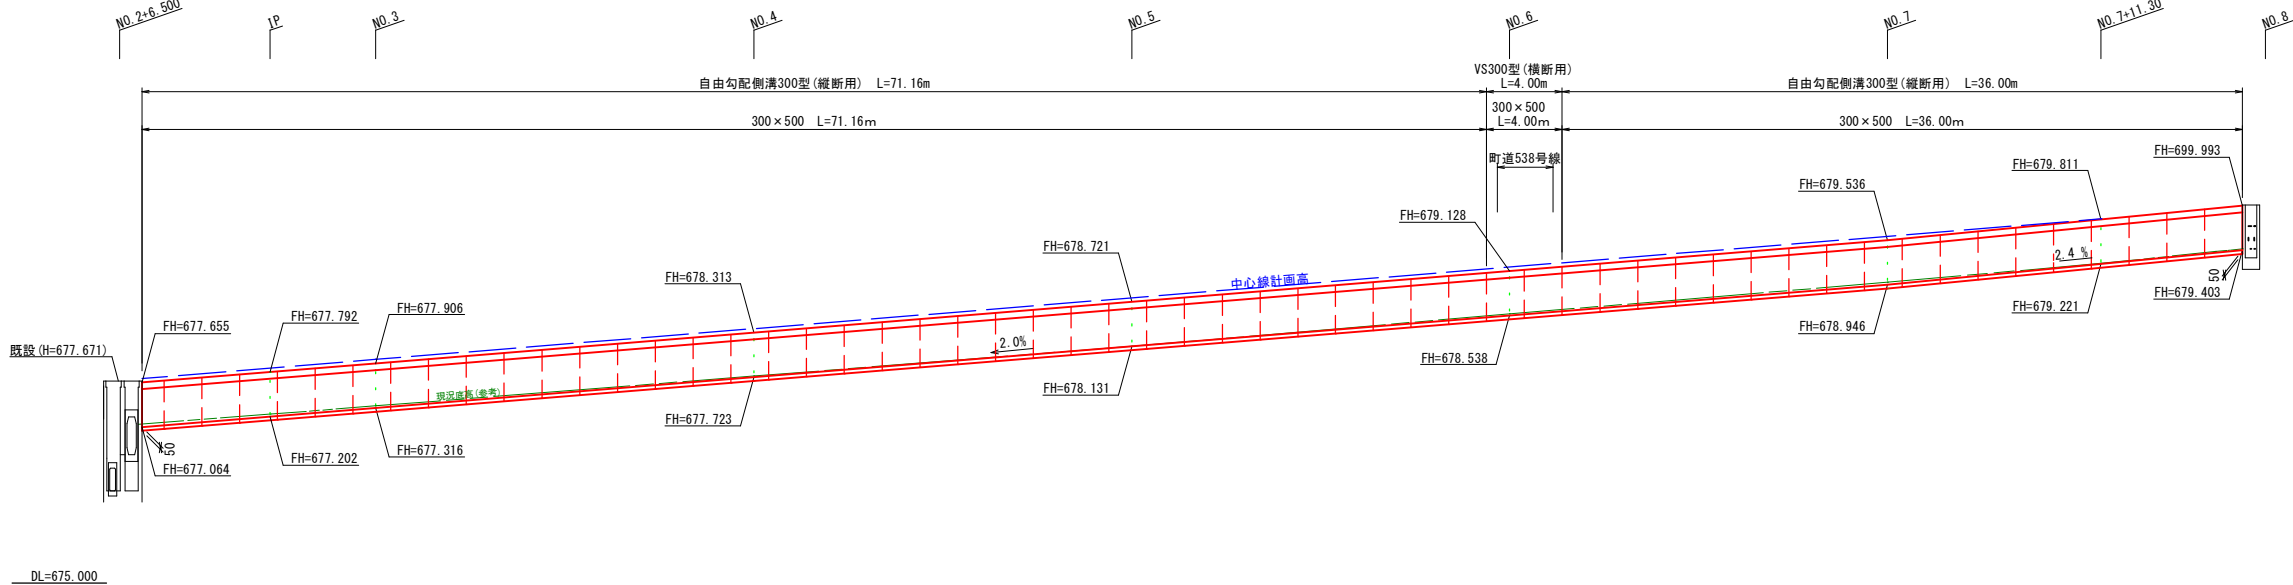 NO.2+6.500
IP
NO.3
NO.4
NO.5
NO.6
NO.7
NO.7+11.30
NO.8
自由勾配側溝300型(縦断用) L=71.16m
VS300型(横断用)
L=4.00m
自由勾配側溝300型(縦断用) L=36.00m
300×500 L=71.16m
300×500
L=4.00m
300×500 L=36.00m
町道538号線
FH=699.993
FH=679.811
FH=679.536
FH=679.128
FH=678.721
FH=678.313
FH=677.906
FH=677.792
FH=677.655
既設(H=677.671)
中心線計画高
2.4 %
2.0%
現況底高(参考)
50
50
FH=679.403
FH=679.221
FH=678.946
FH=678.538
FH=678.131
FH=677.723
FH=677.316
FH=677.202
FH=677.064
DL=675.000